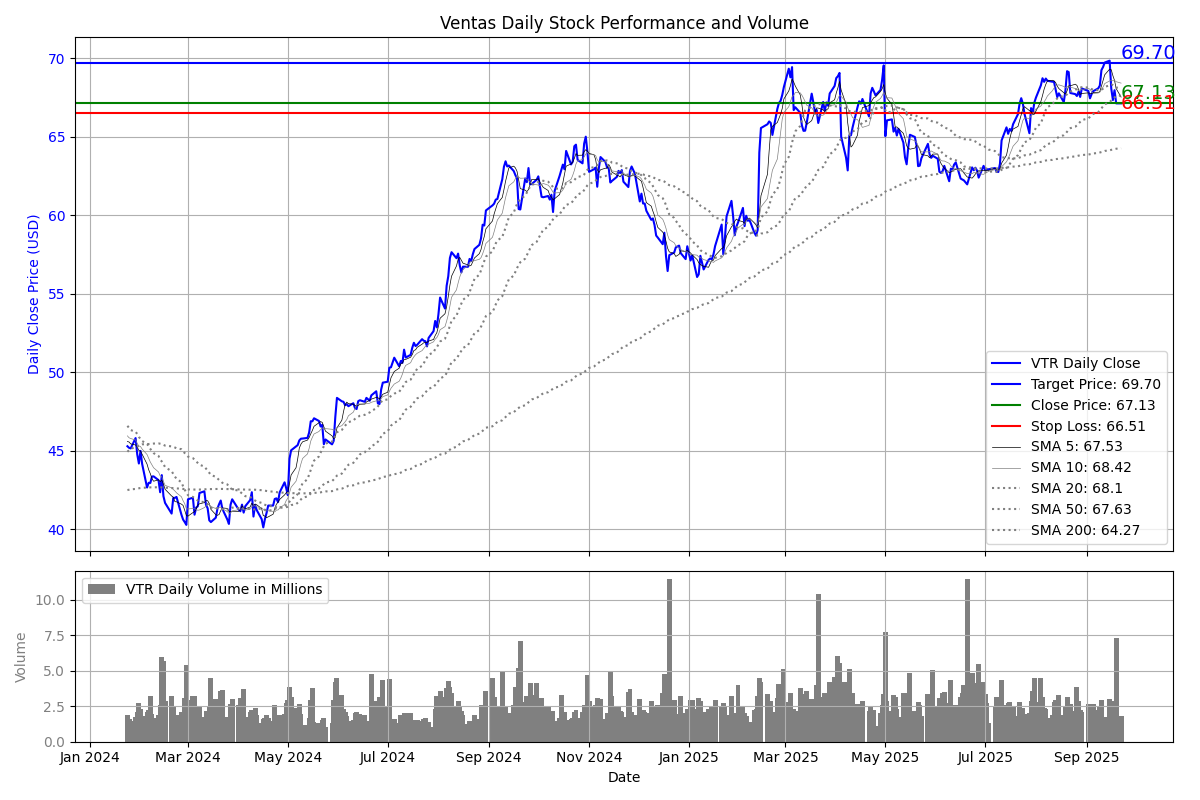 Ventas Daily Stock Performance and Volume
70
65
60
55
50
45
40
Daily Close Price (USD)
69.70
67.13
66.51
VTR Daily Close
Target Price: 69.70
Close Price: 67.13
Stop Loss: 66.51
SMA 5: 67.53
SMA 10: 68.42
SMA 20: 68.1
SMA 50: 67.63
SMA 200: 64.27
VTR Daily Volume in Millions
10.0
7.5
5.0
2.5
0.0
Volume
Jan 2024 Mar 2024 May 2024 Jul 2024 Sep 2024 Nov 2024 Jan 2025 Mar 2025 May 2025 Jul 2025 Sep 2025
Date